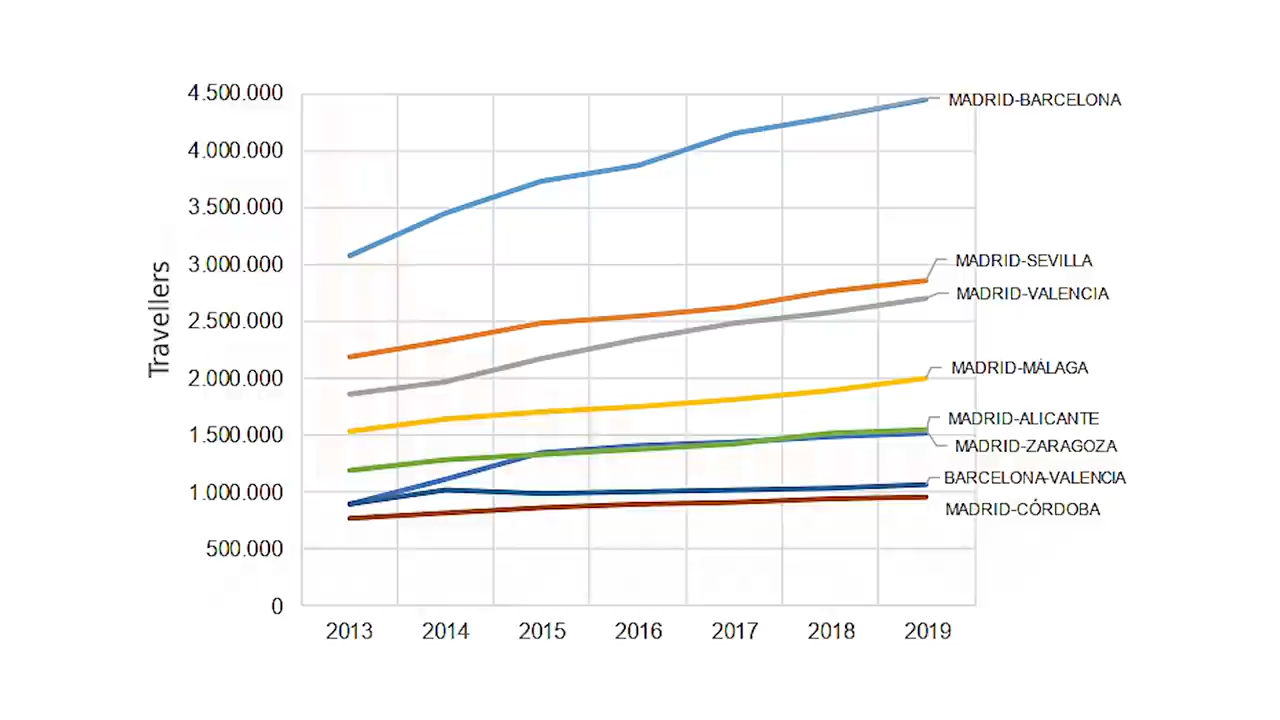 4.500.000
4.000.000
3.500.000
3.000.000
2.500.000
2.000.000
1.500.000
1.000.000
500.000
0
Travellers
2013 2014 2015 2016 2017 2018 2019
MADRID-BARCELONA
MADRID-SEVILLA
MADRID-VALENCIA
MADRID-MÁLAGA
MADRID-ALICANTE
MADRID-ZARAGOZA
BARCELONA-VALENCIA
MADRID-CÓRDOBA